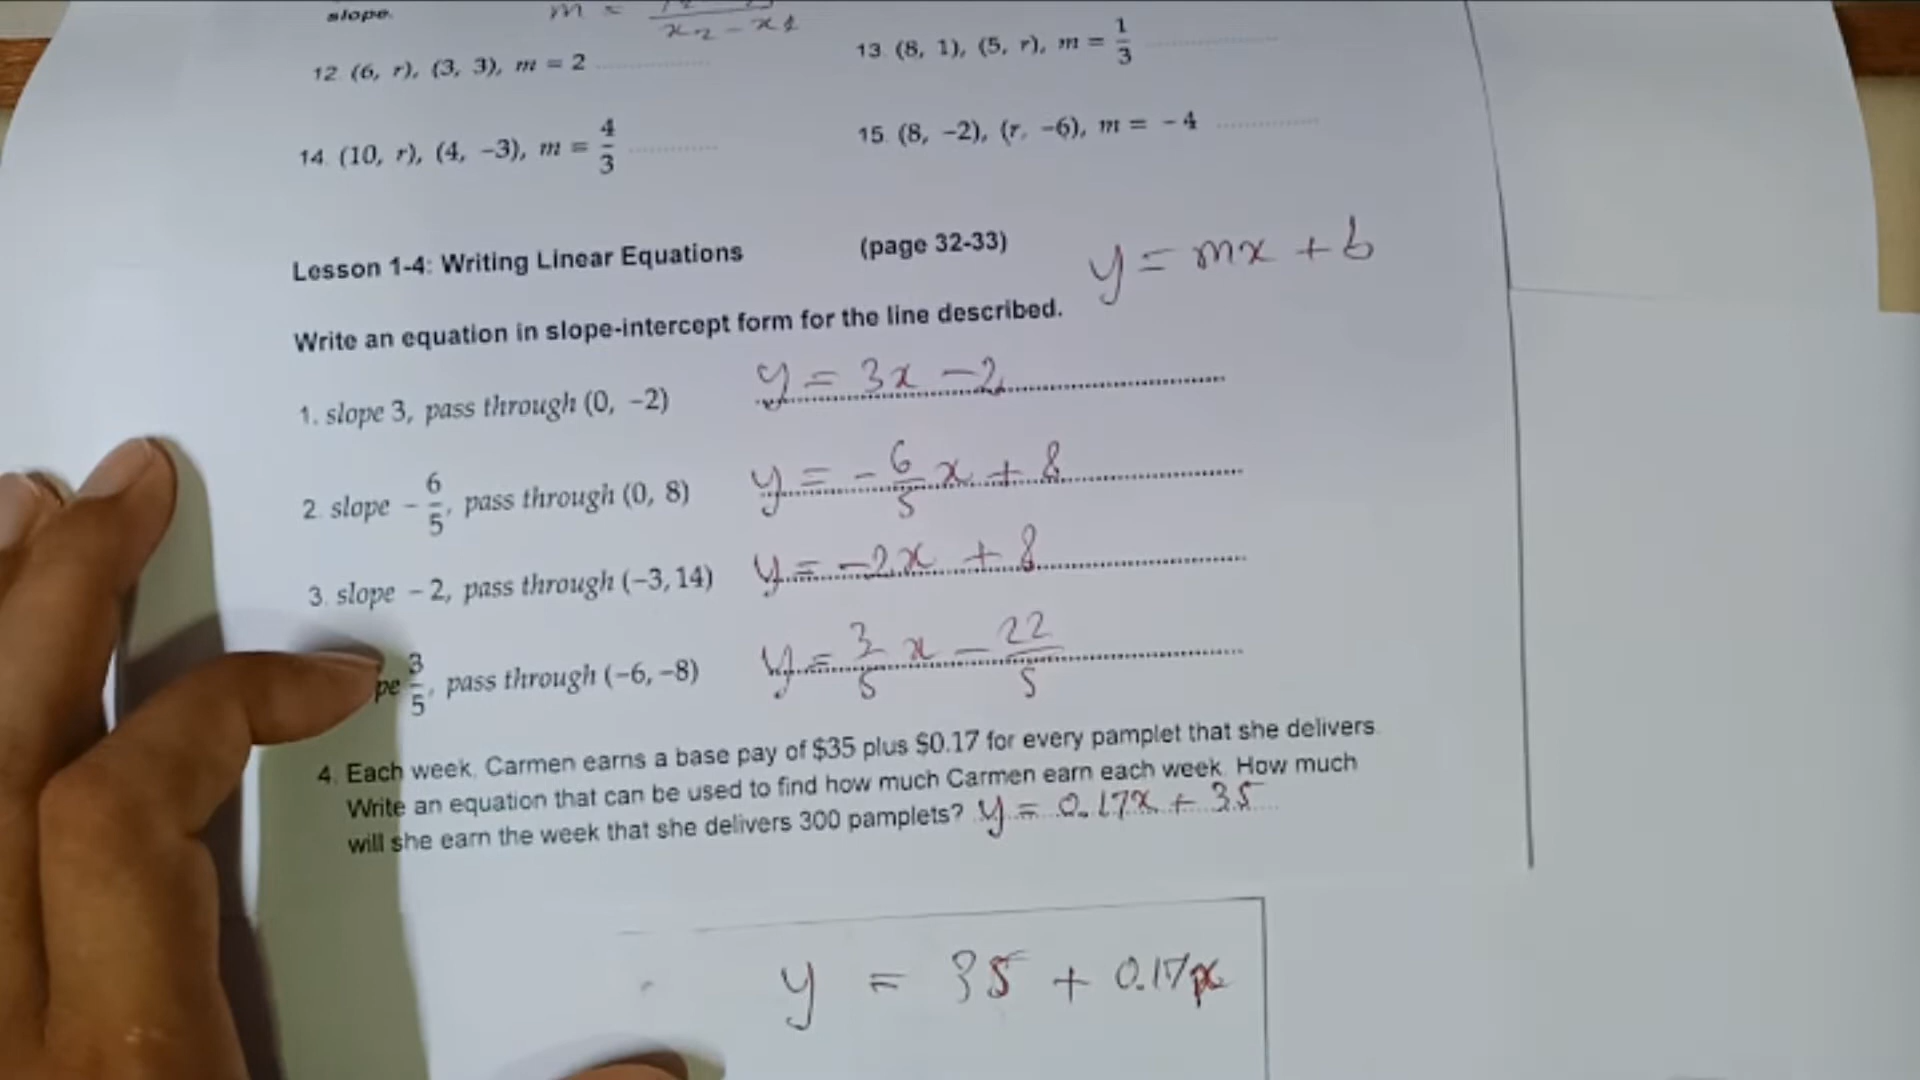 slope.
m = / x2 - x1
12. (6, r), (3, 3), m = 2
13. (8, 1), (5, r), m = 1/3
14. (10, r), (4, -3), m = 4/3
15. (8, -2), (r, -6), m = -4
Lesson 1-4: Writing Linear Equations (page 32-33)
y = mx + b
Write an equation in slope-intercept form for the line described.
1. slope 3, pass through (0, -2) y = 3x - 2
2. slope - 6/5, pass through (0, 8) y = - 6/5 x + 8
3. slope - 2, pass through (-3, 14) y = -2x + 8
pe 3/5, pass through (-6, -8) y = 3/5 x - 22/5
4. Each week, Carmen earns a base pay of $35 plus $0.17 for every pamplet that she delivers.
Write an equation that can be used to find how much Carmen earn each week. How much
will she earn the week that she delivers 300 pamplets? y = 0.17x + 35
y = 35 + 0.17x